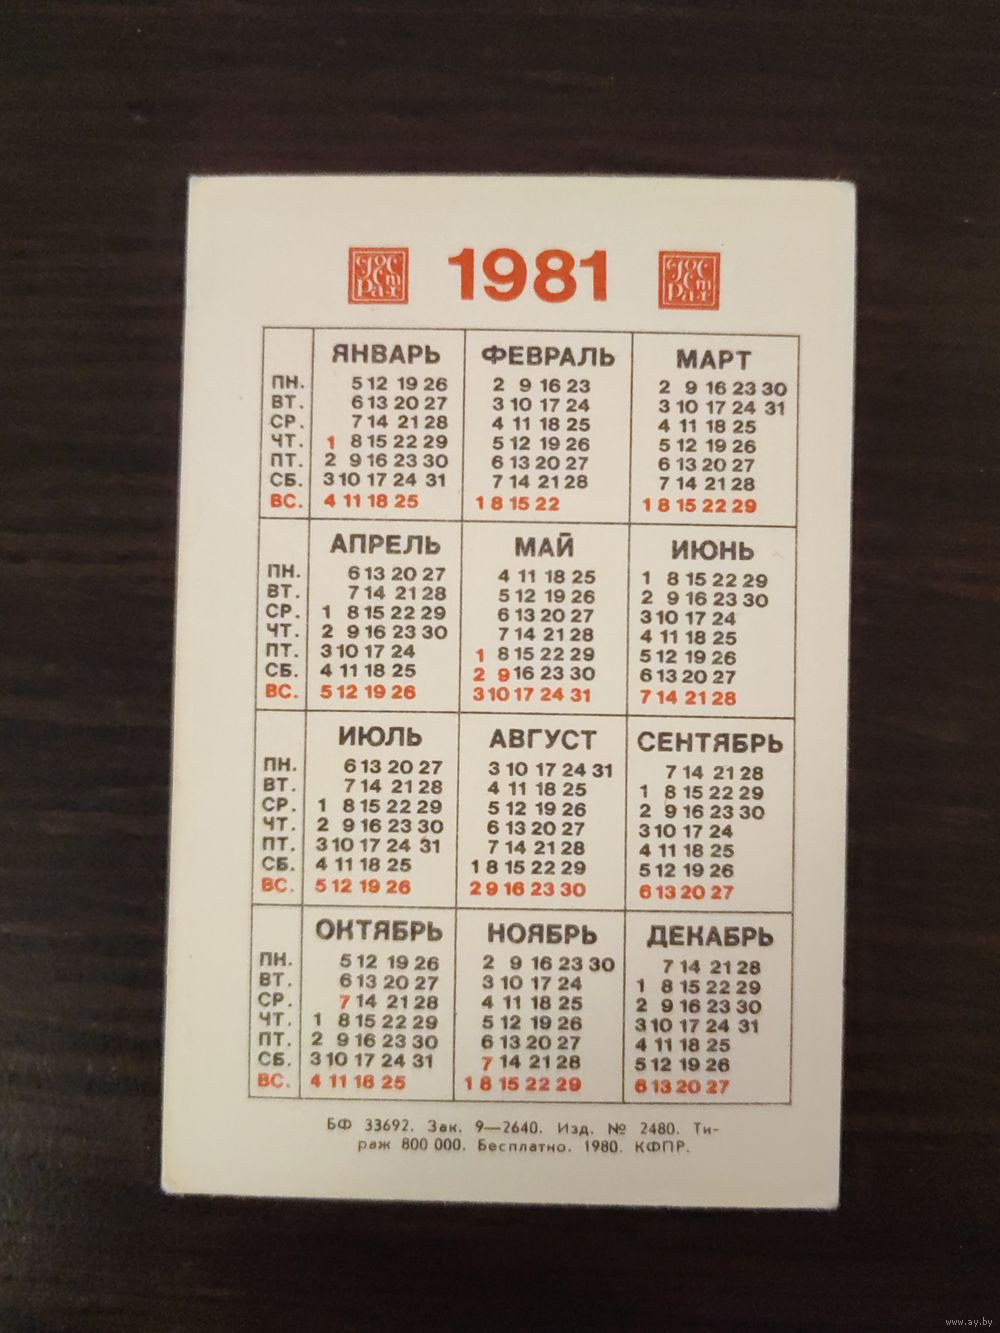 ГОССТРАХ 1981 ГОССТРАХ
ЯНВАРЬ ФЕВРАЛЬ МАРТ
ПН. 5 12 19 26 2 9 16 23 2 9 16 23 30
ВТ. 6 13 20 27 3 10 17 24 3 10 17 24 31
СР. 7 14 21 28 4 11 18 25 4 11 18 25
ЧТ. 1 8 15 22 29 5 12 19 26 5 12 19 26
ПТ. 2 9 16 23 30 6 13 20 27 6 13 20 27
СБ. 3 10 17 24 31 7 14 21 28 7 14 21 28
ВС. 4 11 18 25 1 8 15 22 1 8 15 22 29
АПРЕЛЬ МАЙ ИЮНЬ
ПН. 6 13 20 27 4 11 18 25 1 8 15 22 29
ВТ. 7 14 21 28 5 12 19 26 2 9 16 23 30
СР. 1 8 15 22 29 6 13 20 27 3 10 17 24
ЧТ. 2 9 16 23 30 7 14 21 28 4 11 18 25
ПТ. 3 10 17 24 1 8 15 22 29 5 12 19 26
СБ. 4 11 18 25 2 9 16 23 30 6 13 20 27
ВС. 5 12 19 26 3 10 17 24 31 7 14 21 28
ИЮЛЬ АВГУСТ СЕНТЯБРЬ
ПН. 6 13 20 27 3 10 17 24 31 7 14 21 28
ВТ. 7 14 21 28 4 11 18 25 1 8 15 22 29
СР. 1 8 15 22 29 5 12 19 26 2 9 16 23 30
ЧТ. 2 9 16 23 30 6 13 20 27 3 10 17 24
ПТ. 3 10 17 24 31 7 14 21 28 4 11 18 25
СБ. 4 11 18 25 1 8 15 22 29 5 12 19 26
ВС. 5 12 19 26 2 9 16 23 30 6 13 20 27
ОКТЯБРЬ НОЯБРЬ ДЕКАБРЬ
ПН. 5 12 19 26 2 9 16 23 30 7 14 21 28
ВТ. 6 13 20 27 3 10 17 24 1 8 15 22 29
СР. 7 14 21 28 4 11 18 25 2 9 16 23 30
ЧТ. 1 8 15 22 29 5 12 19 26 3 10 17 24 31
ПТ. 2 9 16 23 30 6 13 20 27 4 11 18 25
СБ. 3 10 17 24 31 7 14 21 28 5 12 19 26
ВС. 4 11 18 25 1 8 15 22 29 6 13 20 27
БФ 33692. Зак. 9—2640. Изд. № 2480. Ти-
раж 800 000. Бесплатно. 1980. КФПР.
www.ay.by